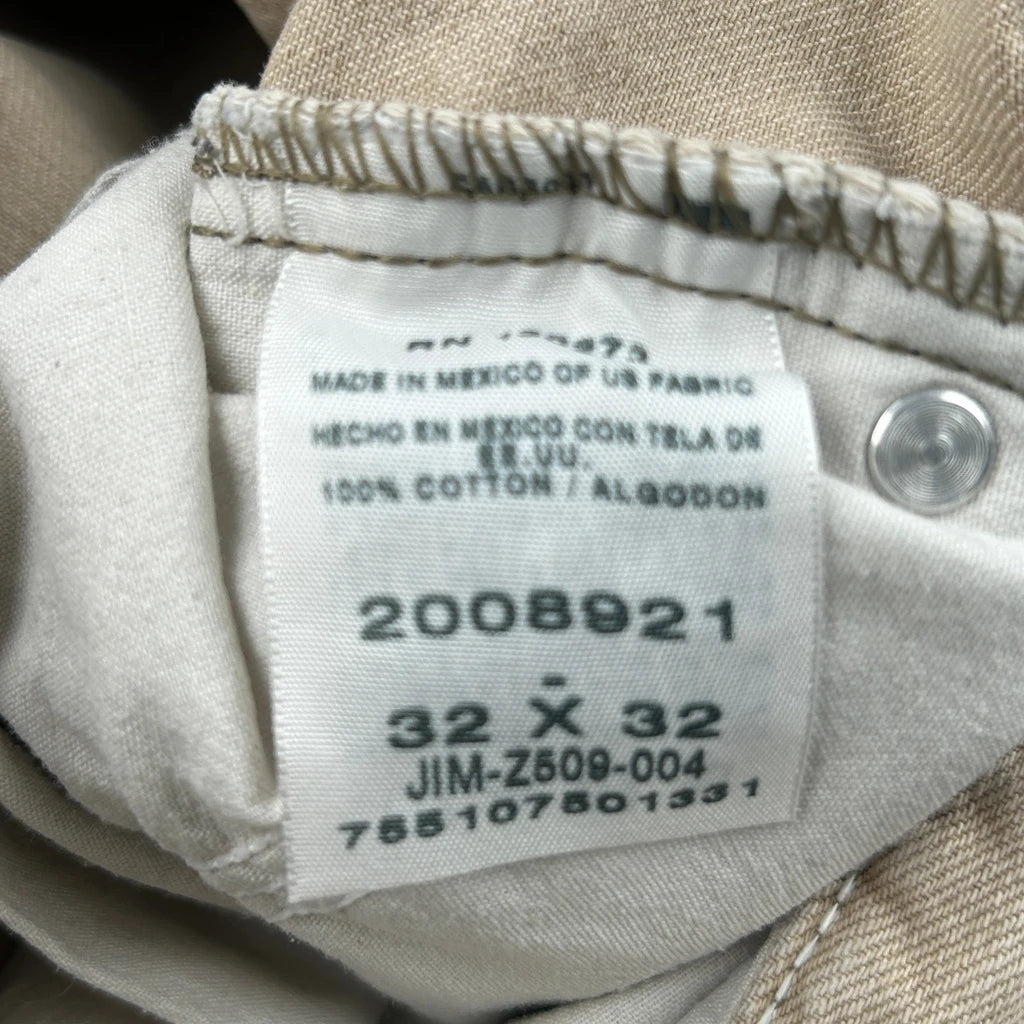 MADE IN MEXICO OF US FABRIC
HECHO EN MEXICO CON TELA DE
EE.UU.
100% COTTON / ALGODON
2008921
-
32 X 32
JIM-Z509-004
755107501331